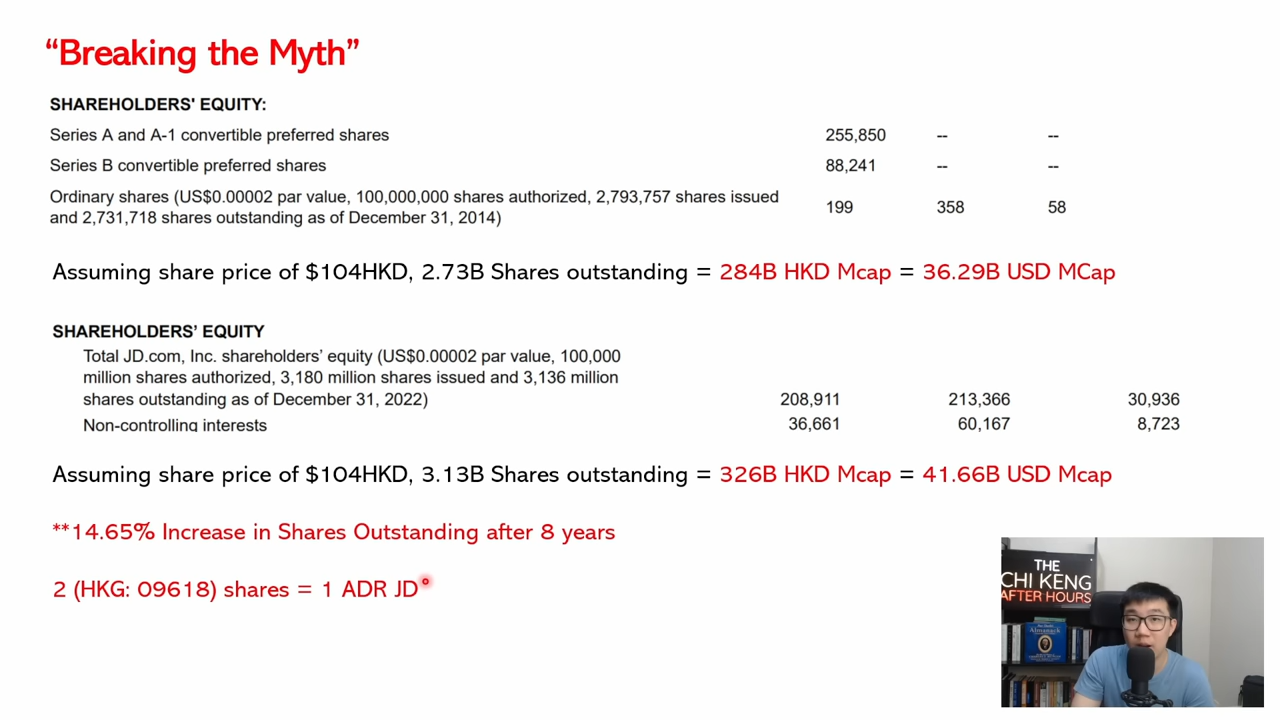 “Breaking the Myth”
SHAREHOLDERS' EQUITY:
Series A and A-1 convertible preferred shares 255,850 -- --
Series B convertible preferred shares 88,241 -- --
Ordinary shares (US$0.00002 par value, 100,000,000 shares authorized, 2,793,757 shares issued
and 2,731,718 shares outstanding as of December 31, 2014) 199 358 58
Assuming share price of $104HKD, 2.73B Shares outstanding = 284B HKD Mcap = 36.29B USD MCap
SHAREHOLDERS’ EQUITY
Total JD.com, Inc. shareholders’ equity (US$0.00002 par value, 100,000
million shares authorized, 3,180 million shares issued and 3,136 million
shares outstanding as of December 31, 2022) 208,911 213,366 30,936
Non-controlling interests 36,661 60,167 8,723
Assuming share price of $104HKD, 3.13B Shares outstanding = 326B HKD Mcap = 41.66B USD Mcap
**14.65% Increase in Shares Outstanding after 8 years
2 (HKG: 09618) shares = 1 ADR JD
THE
CHI KENG
AFTER HOURS
Almanack